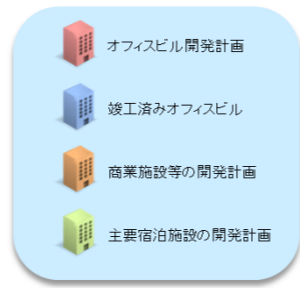 オフィスビル開発計画
竣工済みオフィスビル
商業施設等の開発計画
主要宿泊施設の開発計画